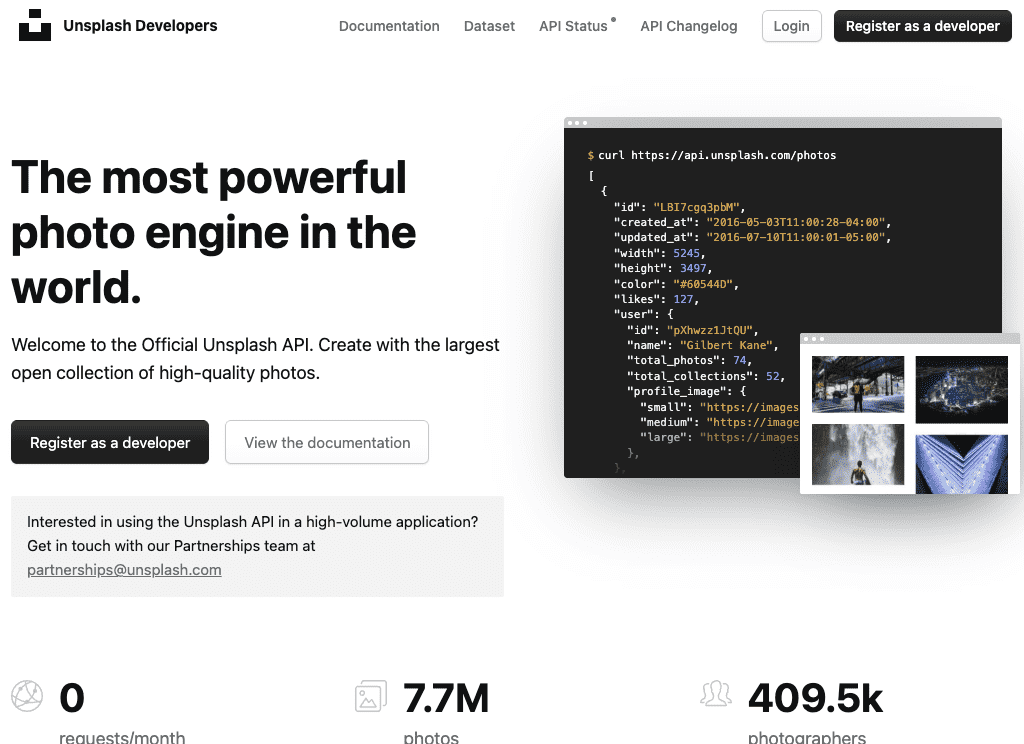 Unsplash Developers
Documentation
Dataset
API Status
API Changelog
Login
Register as a developer
The most powerful
photo engine in the
world.
Welcome to the Official Unsplash API. Create with the largest
open collection of high-quality photos.
Register as a developer
View the documentation
Interested in using the Unsplash API in a high-volume application?
Get in touch with our Partnerships team at
partnerships@unsplash.com
$ curl https://api.unsplash.com/photos
[
{
"id": "LBI7cgq3pbM",
"created_at": "2016-05-03T11:00:28-04:00",
"updated_at": "2016-07-10T11:00:01-05:00",
"width": 5245,
"height": 3497,
"color": "#60544D",
"likes": 127,
"user": {
"id": "pXhwzz1JtQU",
"name": "Gilbert Kane",
"total_photos": 74,
"total_collections": 52,
"profile_image": {
"small": "https://images
"medium": "https://image
"large": "https://images
},
},
0
requests/month
7.7M
photos
409.5k
photographers